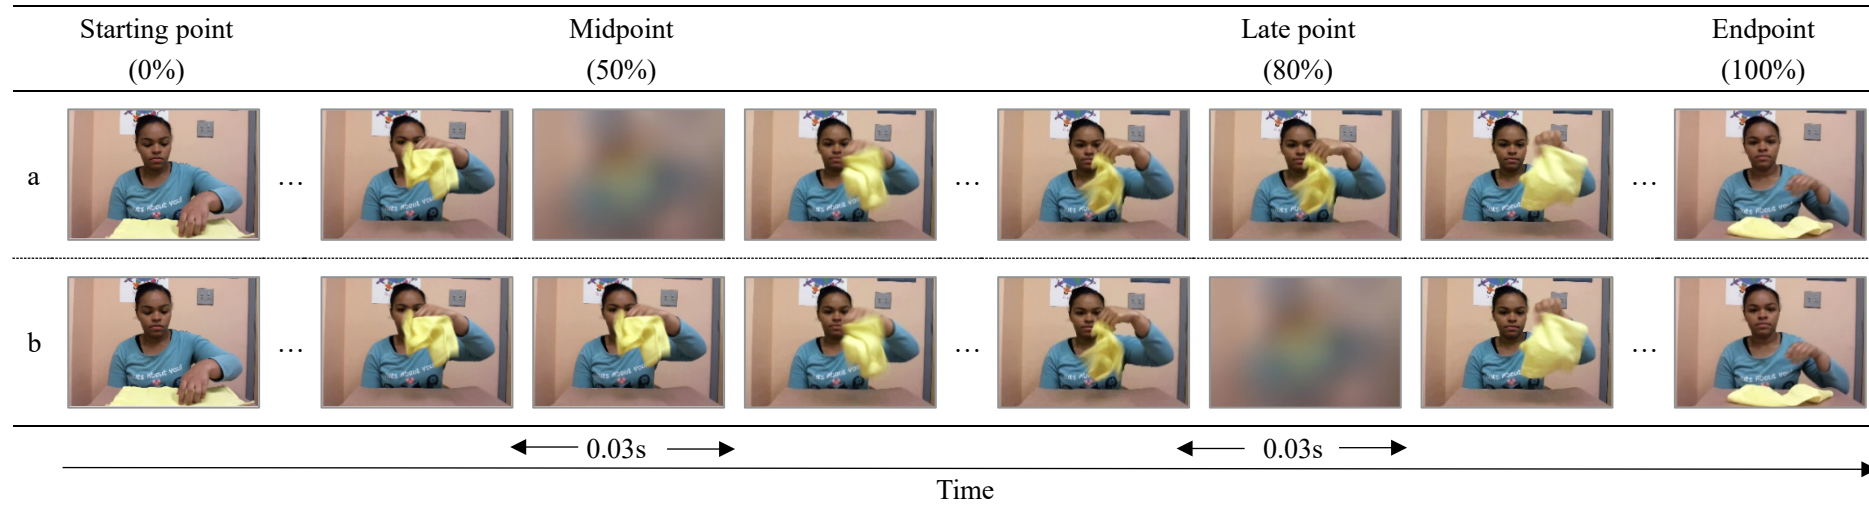 Starting point Midpoint Late point Endpoint
(0%) (50%) (80%) (100%)
a … … …
b … … …
0.03s 0.03s
Time